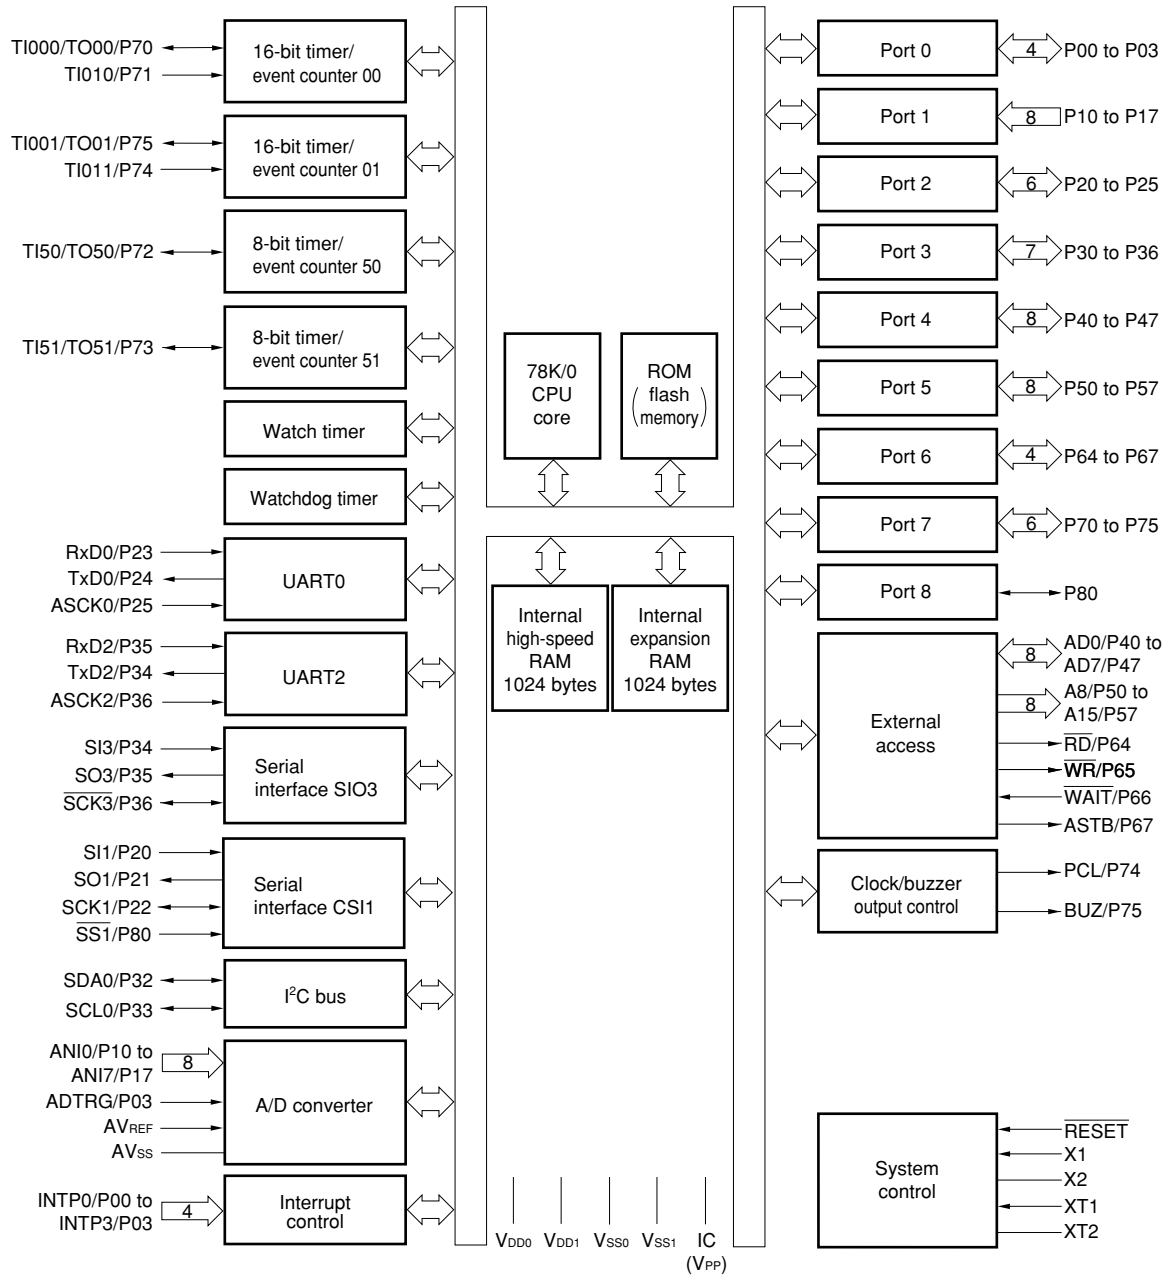 TI000/TO00/P70
TI010/P71
16-bit timer/
event counter 00
TI001/TO01/P75
TI011/P74
16-bit timer/
event counter 01
TI50/TO50/P72
8-bit timer/
event counter 50
TI51/TO51/P73
8-bit timer/
event counter 51
Watch timer
Watchdog timer
RxD0/P23
TxD0/P24
ASCK0/P25
UART0
RxD2/P35
TxD2/P34
ASCK2/P36
UART2
SI3/P34
SO3/P35
SCK3/P36
Serial
interface SIO3
SI1/P20
SO1/P21
SCK1/P22
SS1/P80
Serial
interface CSI1
SDA0/P32
SCL0/P33
I²C bus
ANI0/P10 to
ANI7/P17
8
ADTRG/P03
AVREF
AVSS
A/D converter
INTP0/P00 to
INTP3/P03
4
Interrupt
control
78K/0
CPU
core
ROM
(flash
memory)
Internal
high-speed
RAM
1024 bytes
Internal
expansion
RAM
1024 bytes
VDD0
VDD1
VSS0
VSS1
IC
(VPP)
Port 0
4
P00 to P03
Port 1
8
P10 to P17
Port 2
6
P20 to P25
Port 3
7
P30 to P36
Port 4
8
P40 to P47
Port 5
8
P50 to P57
Port 6
4
P64 to P67
Port 7
6
P70 to P75
Port 8
P80
External
access
8
AD0/P40 to
AD7/P47
8
A8/P50 to
A15/P57
RD/P64
WR/P65
WAIT/P66
ASTB/P67
Clock/buzzer
output control
PCL/P74
BUZ/P75
System
control
RESET
X1
X2
XT1
XT2